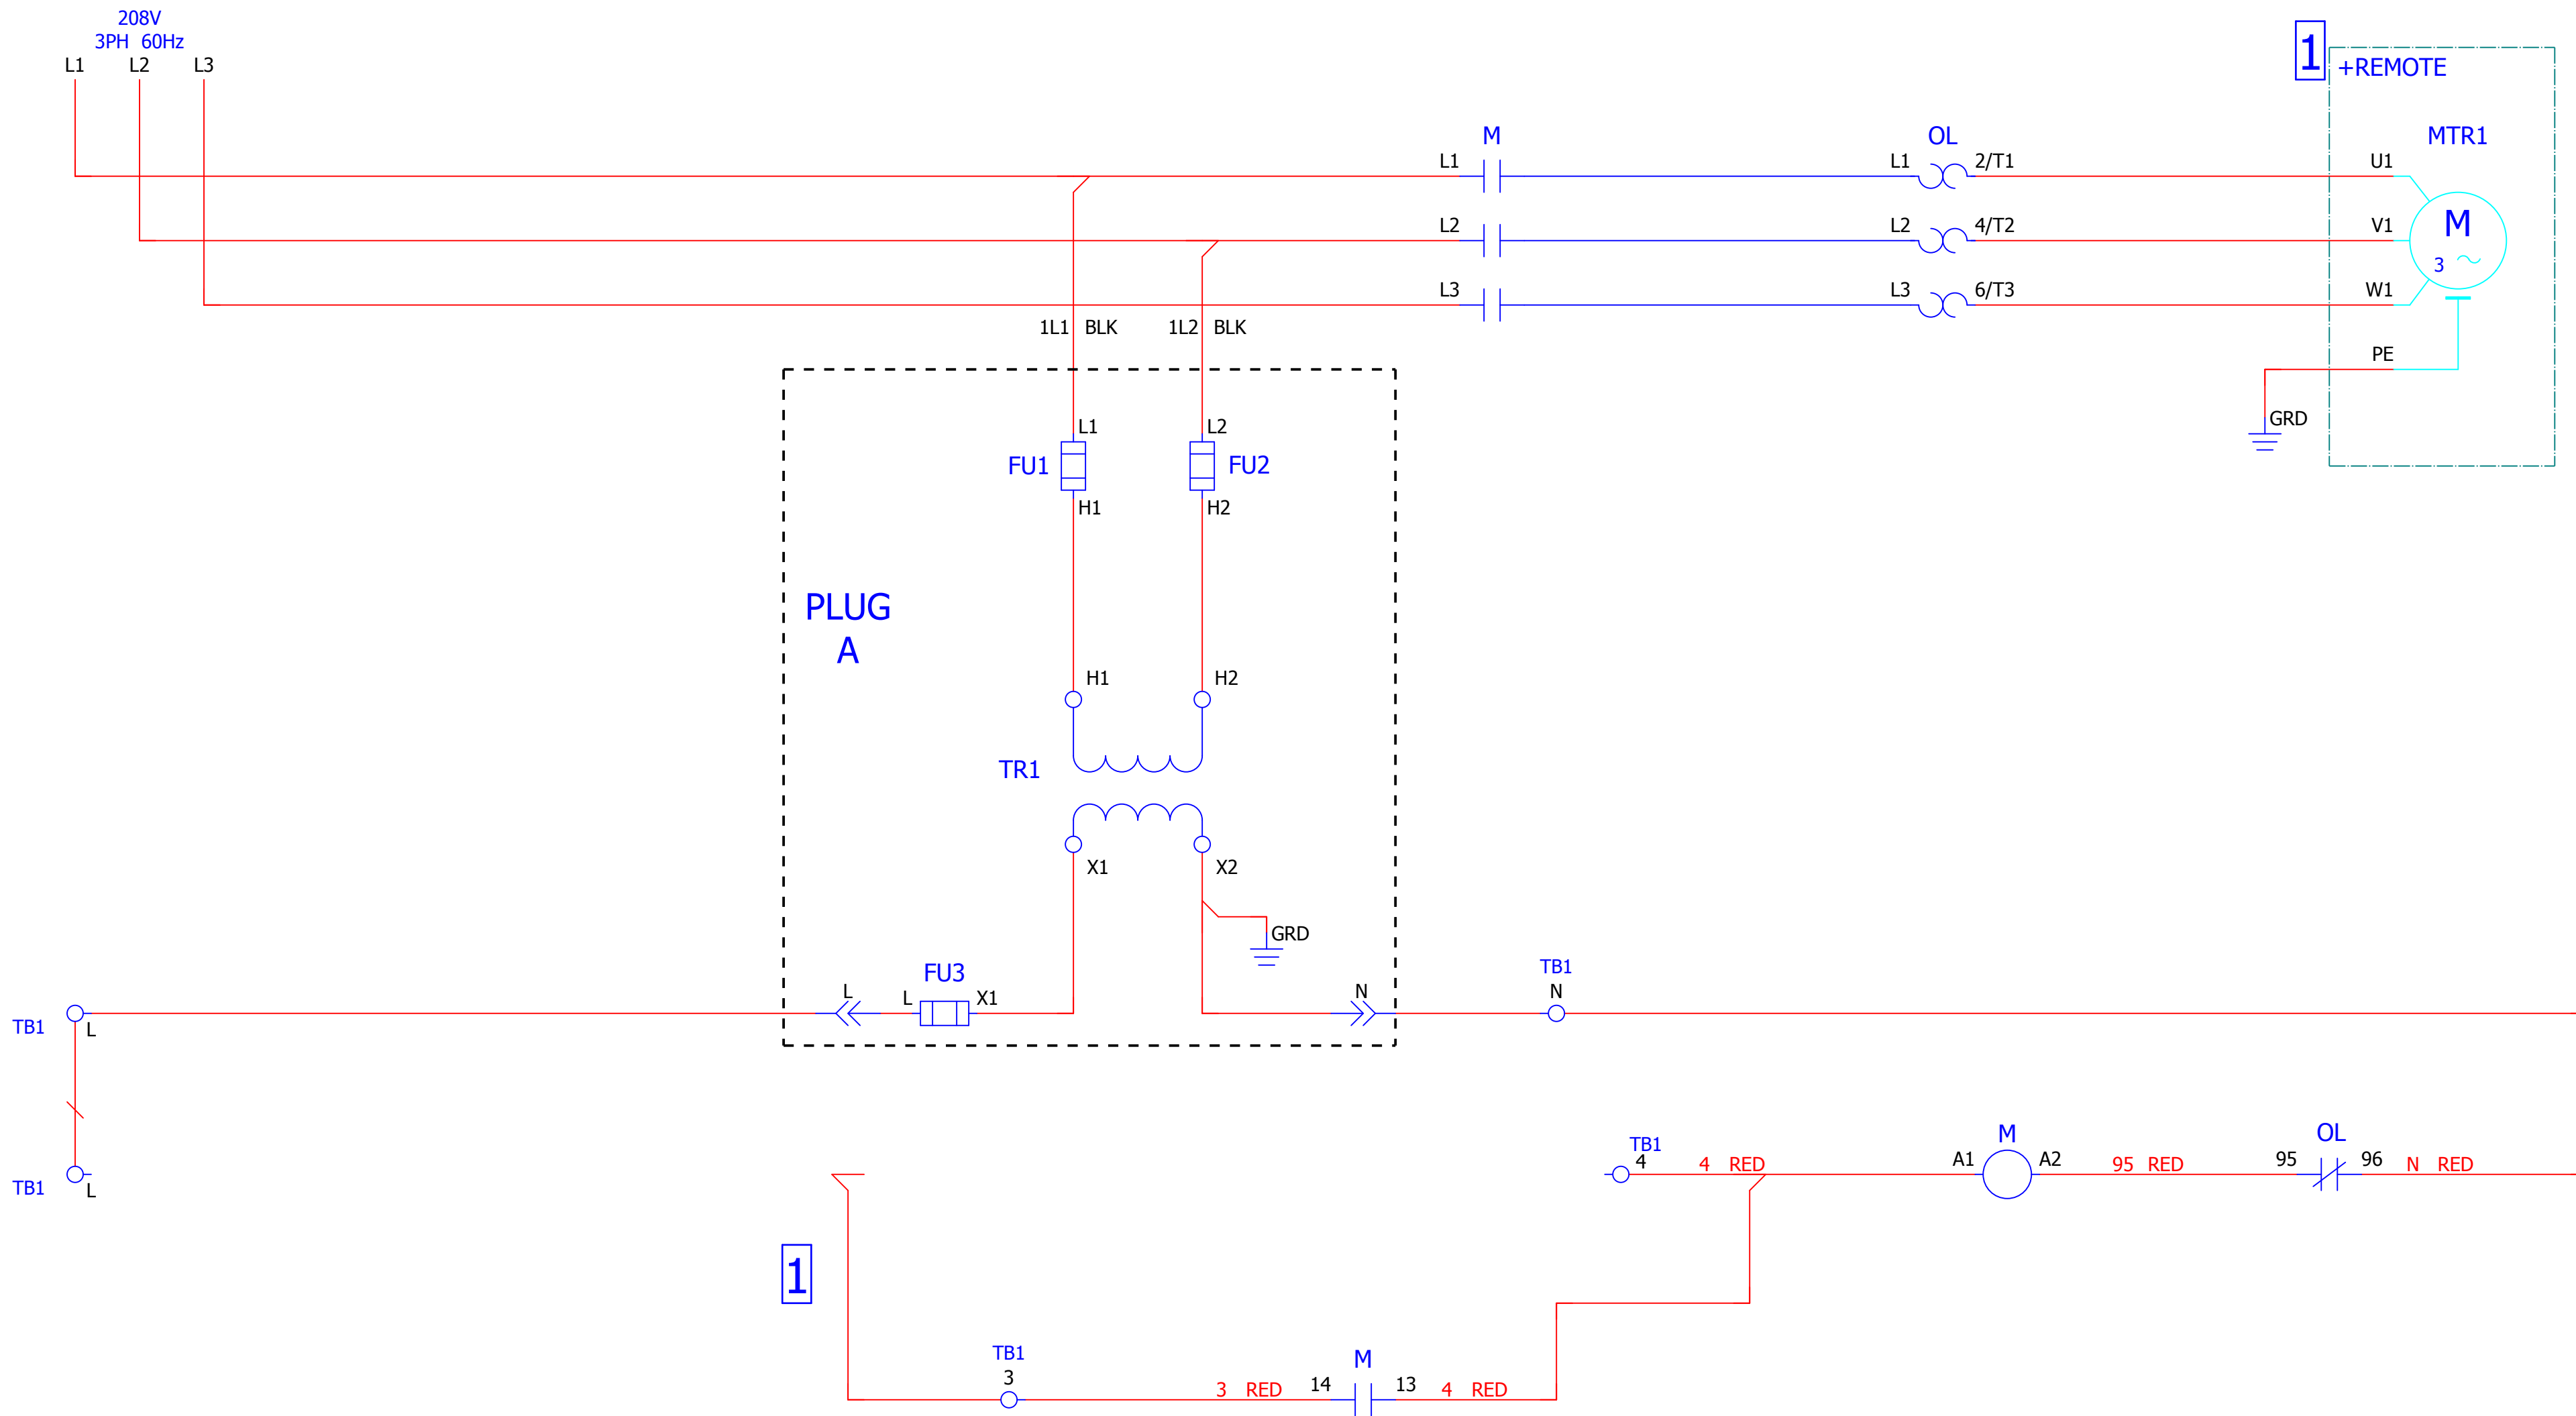 208V
3PH 60Hz
L1 L2 L3
1
+REMOTE
M OL MTR1
L1 L1 2/T1 U1
L2 L2 4/T2 V1
M
3
L3 L3 6/T3 W1
1L1 BLK 1L2 BLK
PE
GRD
L1 L2
FU1 FU2
H1 H2
PLUG
A
H1 H2
TR1
X1 X2
GRD
FU3
L L X1 N
TB1
N
TB1 L
TB1 L
TB1
4
4 RED
M
A1 A2
95 RED
OL
95 96
N RED
1
TB1
3
3 RED
M
14 13
4 RED